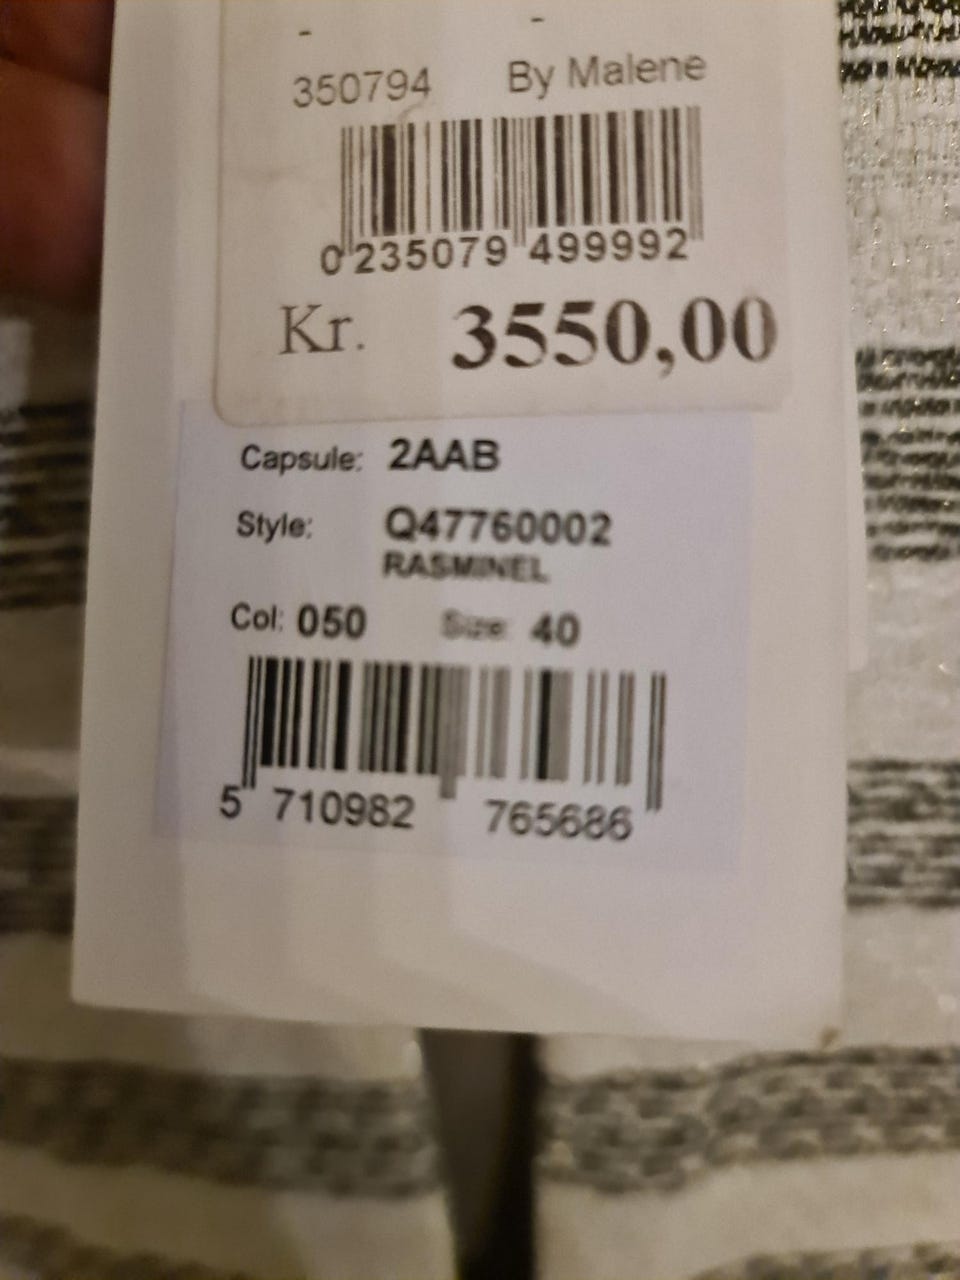 -   -
350794   By Malene
0 235079 499992
Kr. 3550,00
Capsule: 2AAB
Style: Q47760002
RASMINEL
Col: 050   Size: 40
5 710982 765686